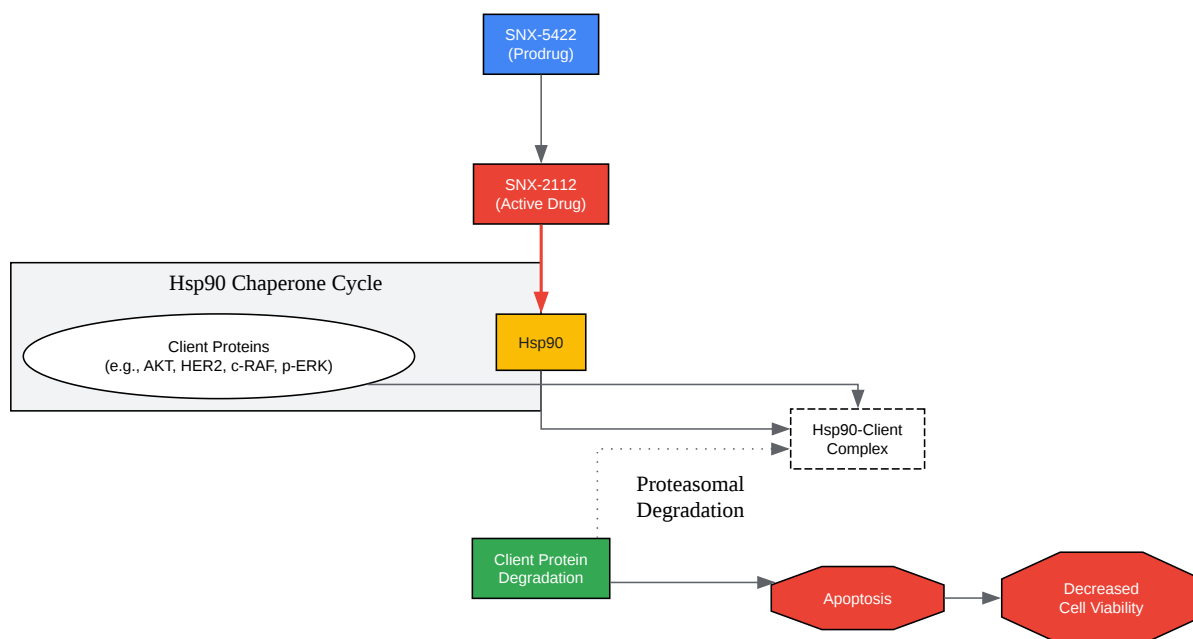 SNX-5422
(Prodrug)
SNX-2112
(Active Drug)
Hsp90 Chaperone Cycle
Client Proteins
(e.g., AKT, HER2, c-RAF, p-ERK)
Hsp90
Hsp90-Client
Complex
Proteasomal
Degradation
Client Protein
Degradation
Apoptosis
Decreased
Cell Viability